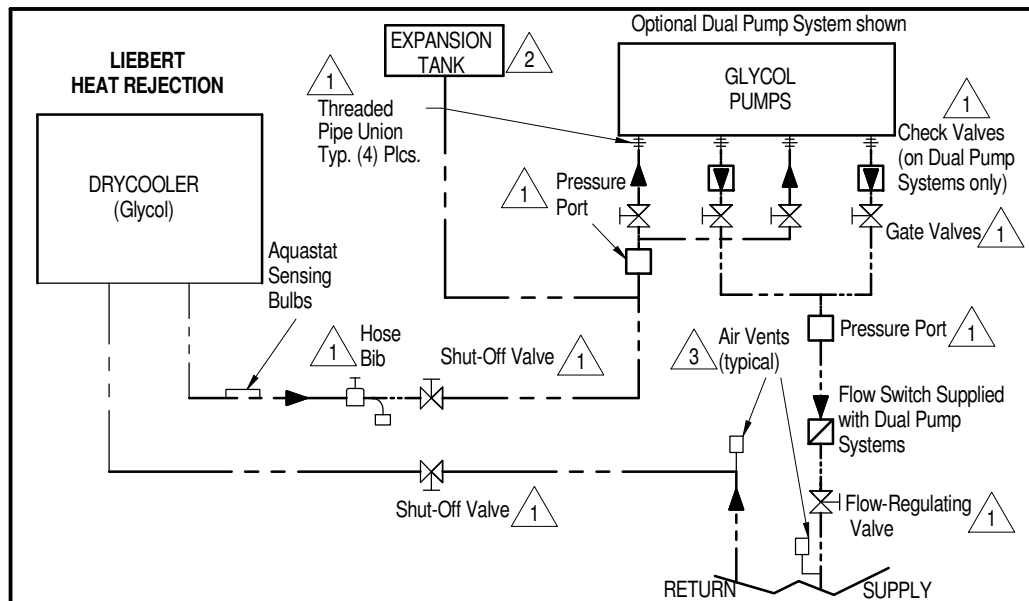 Optional Dual Pump System shown
LIEBERT
HEAT REJECTION
EXPANSION
TANK
2
1
Threaded
Pipe Union
Typ. (4) Plcs.
GLYCOL
PUMPS
1
Check Valves
(on Dual Pump
Systems only)
DRYCOOLER
(Glycol)
1
Pressure
Port
Gate Valves
1
Aquastat
Sensing
Bulbs
1
Hose
Bib
Shut-Off Valve
1
3
Air Vents
(typical)
Pressure Port
1
Flow Switch Supplied
with Dual Pump
Systems
Shut-Off Valve
1
Flow-Regulating
Valve
1
RETURN
SUPPLY